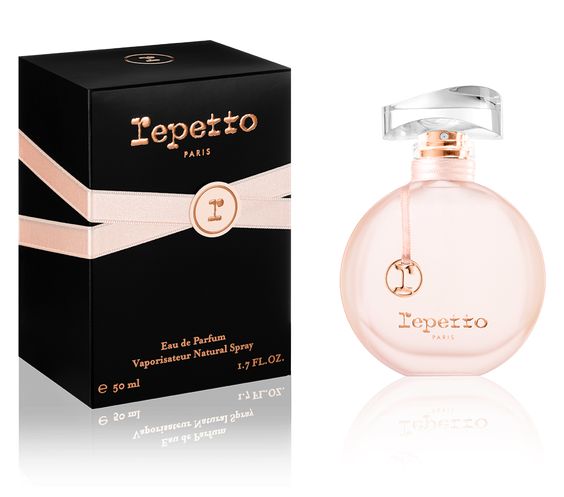 r
repetto
PARIS
r
Eau de Parfum
Vaporisateur Natural Spray
1.7 FL.OZ.
e 50 ml
r
repetto
PARIS